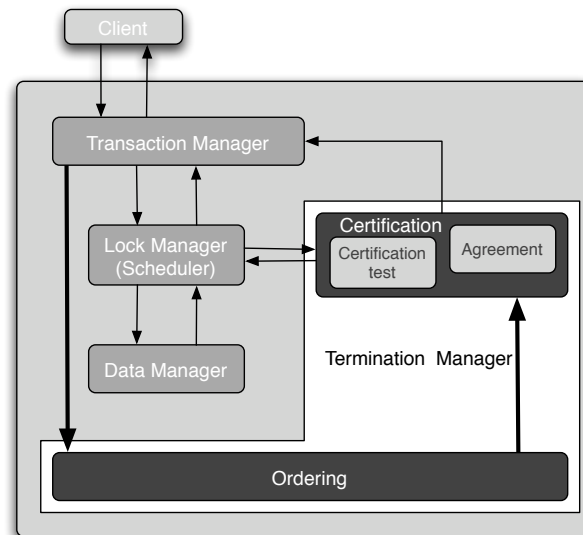 Client
Transaction Manager
Lock Manager
(Scheduler)
Certification
Certification
test
Agreement
Data Manager
Termination Manager
Ordering